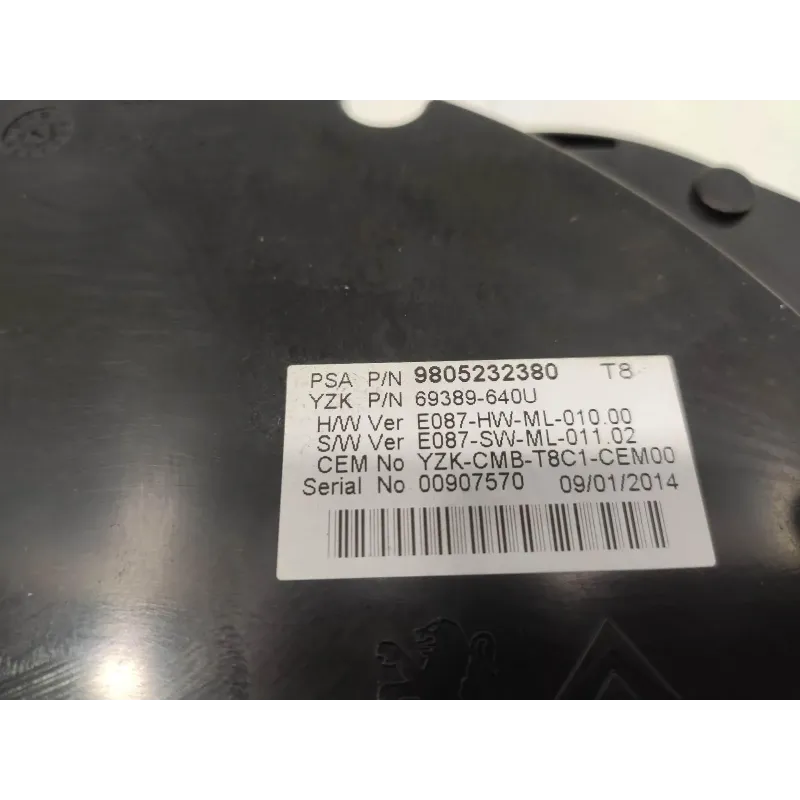 PSA P/N 9805232380 T8
YZK P/N 69389-640U
H/W Ver E087-HW-ML-010.00
S/W Ver E087-SW-ML-011.02
CEM No YZK-CMB-T8C1-CEM00
Serial No 00907570 09/01/2014